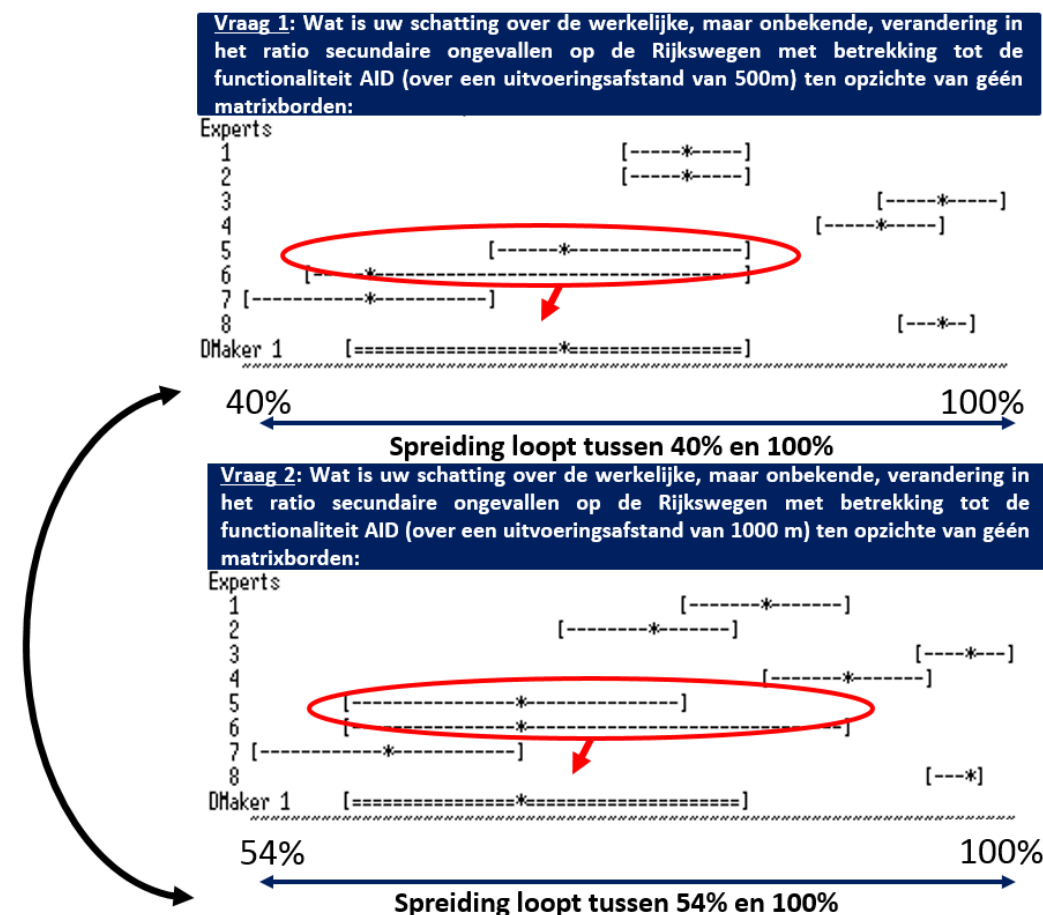 Vraag 1: Wat is uw schatting over de werkelijke, maar onbekende, verandering in
het ratio secundaire ongevallen op de Rijkswegen met betrekking tot de
functionaliteit AID (over een uitvoeringsafstand van 500m) ten opzichte van géén
matrixborden:
Experts
1 [-----*-----]
2 [-----*-----]
3 [-----*-----]
4 [-----*----]
5 [------*-----------------]
6 [-----*------------------------------------]
7 [------------*-----------]
8 [---*--]
DMaker 1 [====================*=================]
40% 100%
Spreiding loopt tussen 40% en 100%
Vraag 2: Wat is uw schatting over de werkelijke, maar onbekende, verandering in
het ratio secundaire ongevallen op de Rijkswegen met betrekking tot de
functionaliteit AID (over een uitvoeringsafstand van 1000 m) ten opzichte van géén
matrixborden:
Experts
1 [-------*-------]
2 [--------*-------]
3 [----*---]
4 [-------*-------]
5 [----------------*---------------]
6 [----------------*------------------------------]
7 [------------*------------]
8 [---*]
DMaker 1 [================*=====================]
54% 100%
Spreiding loopt tussen 54% en 100%